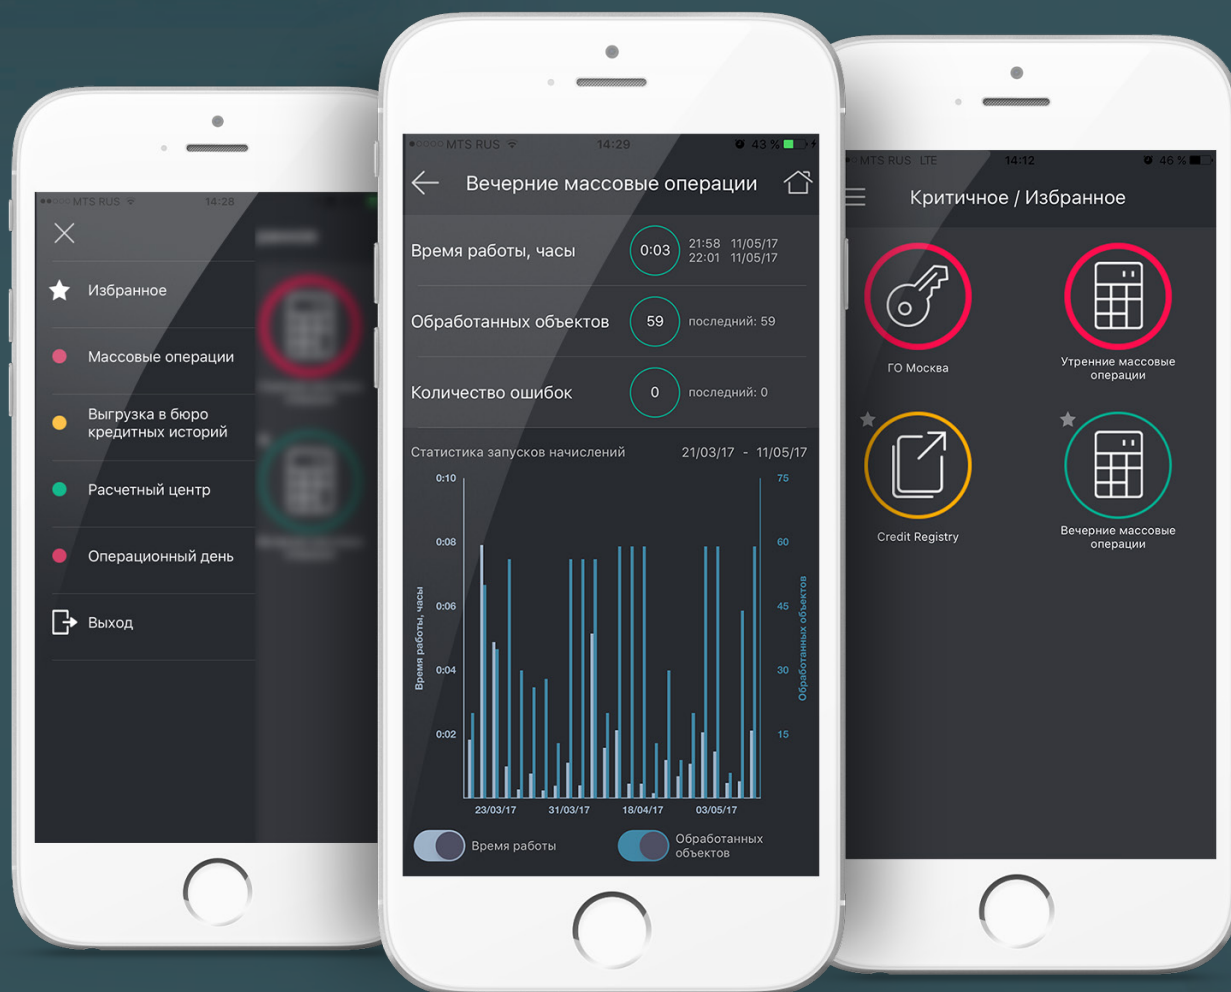 MTS RUS 14:28
Избранное
Массовые операции
Выгрузка в бюро
кредитных историй
Расчетный центр
Операционный день
Выход
MTS RUS 14:29 43 %
Вечерние массовые операции
Время работы, часы 0:03 21:58 11/05/17
22:01 11/05/17
Обработанных объектов 59 последний: 59
Количество ошибок 0 последний: 0
Статистика запусков начислений 21/03/17 - 11/05/17
0:10 75
0:08 60
0:06 45
0:04 30
0:02 15
Время работы, часы
Обработанных объектов
23/03/17 31/03/17 18/04/17 03/05/17
Время работы
Обработанных
объектов
MTS RUS LTE 14:12 46 %
Критичное / Избранное
ГО Москва
Утренние массовые
операции
Credit Registry
Вечерние массовые
операции